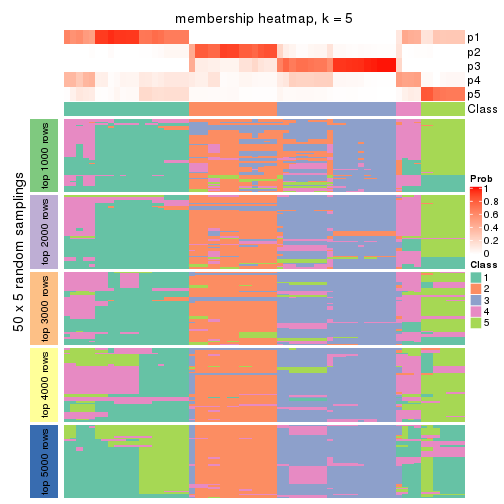 membership heatmap, k = 5
p1
p2
p3
p4
p5
Class
50 x 5 random samplings
top 1000 rows
top 2000 rows
top 3000 rows
top 4000 rows
top 5000 rows
Prob
1
0.8
0.6
0.4
0.2
0
Class
1
2
3
4
5